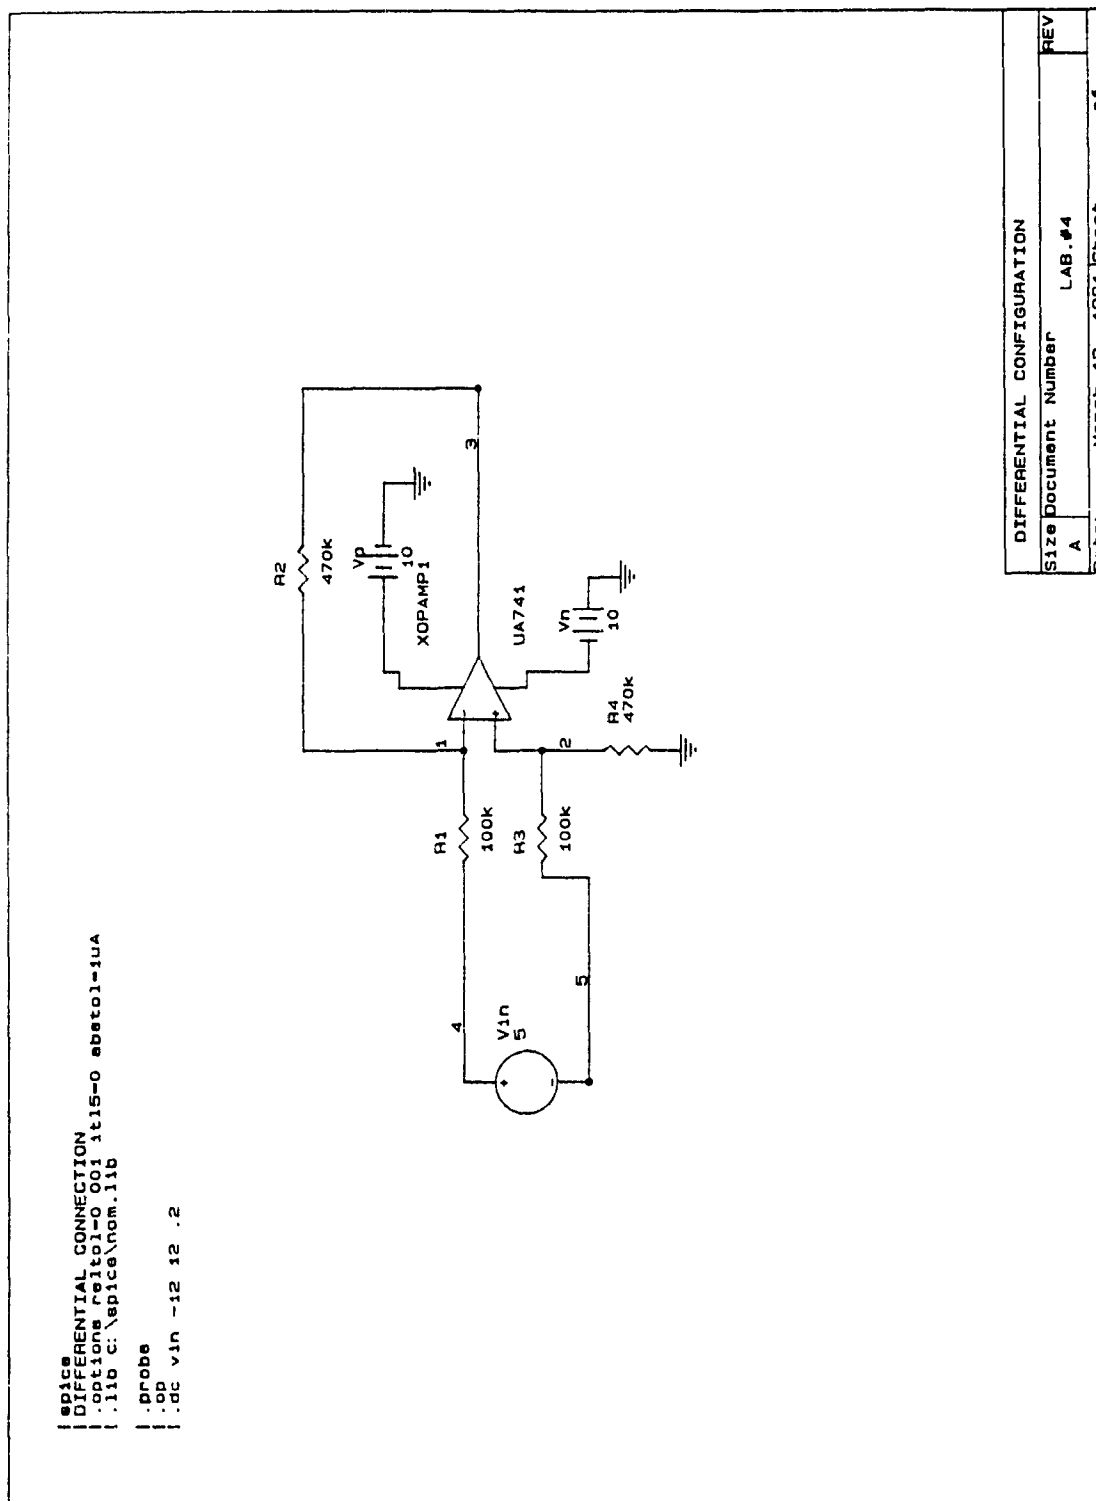 |spice
|DIFFERENTIAL CONNECTION
|.options reltol=0 001 itl5=0 abstol=1uA
|.lib c:\spice\nom.lib
|.probe
|.op
|.dc vin -12 12 .2
R2
470k
Vp
10
XOPAMP1
3
UA741
Vn
10
1
R1
100k
2
R4
470k
R3
100k
4
Vin
5
5
+
-
-
+
DIFFERENTIAL CONFIGURATION
Size
Document Number
REV
A
LAB.#4